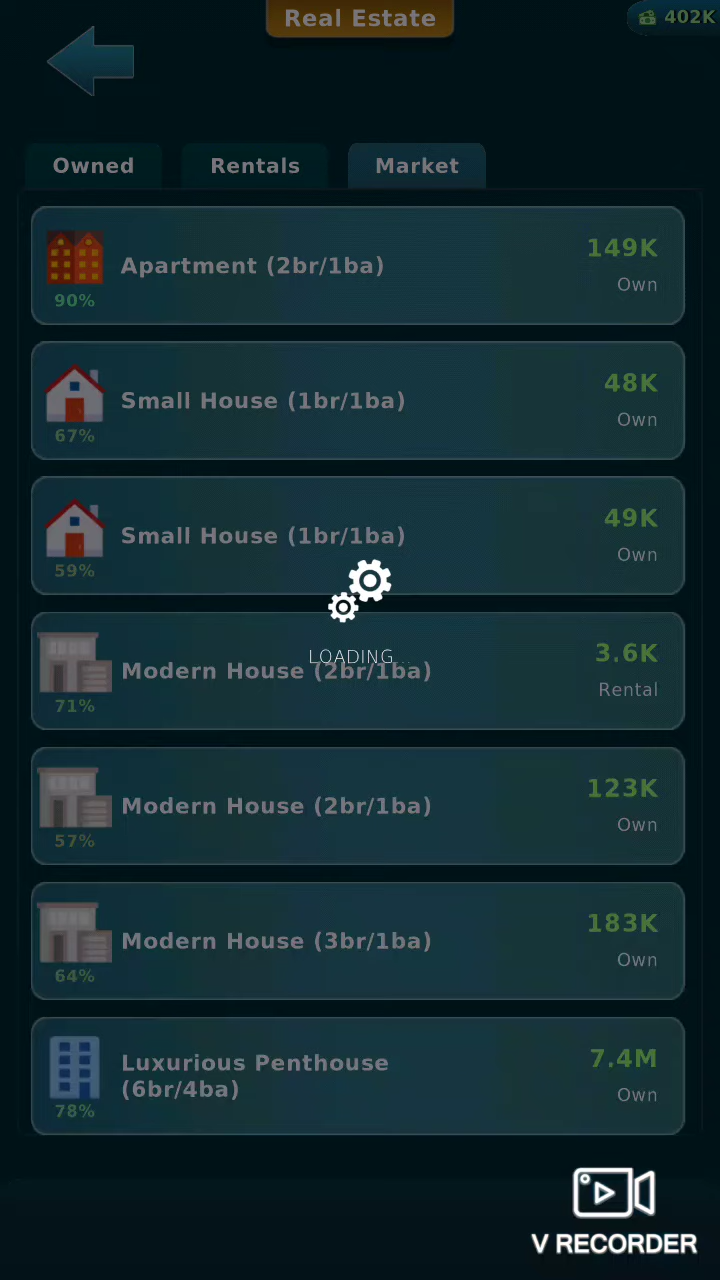 Real Estate
402K
Owned Rentals Market
Apartment (2br/1ba)
149K
Own
90%
Small House (1br/1ba)
48K
Own
67%
Small House (1br/1ba)
49K
Own
59%
LOADING...
Modern House (2br/1ba)
3.6K
Rental
71%
Modern House (2br/1ba)
123K
Own
57%
Modern House (3br/1ba)
183K
Own
64%
Luxurious Penthouse
(6br/4ba)
7.4M
Own
78%
V RECORDER